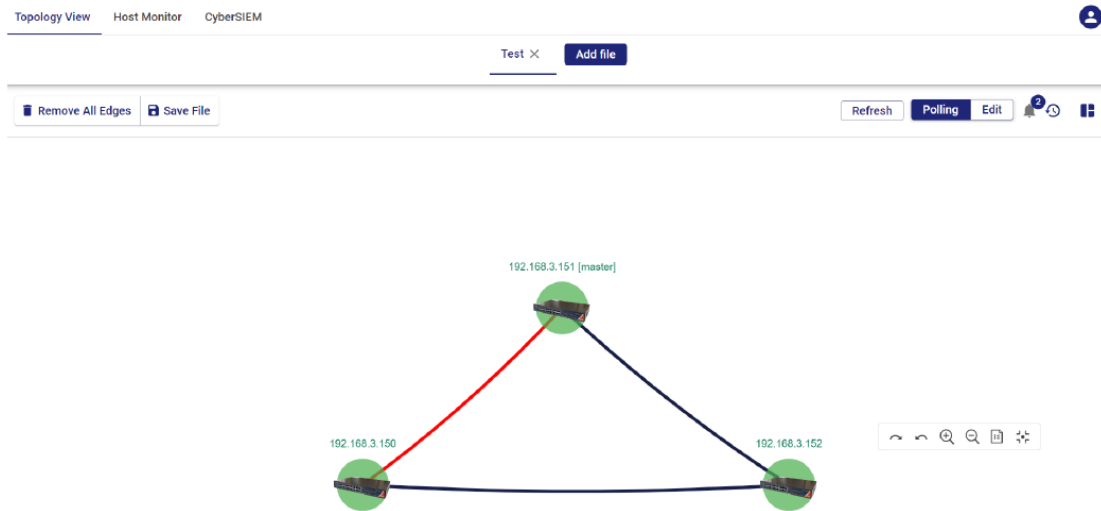 Topology View Host Monitor CyberSIEM
Test Add file
Remove All Edges Save File Refresh Polling Edit 2
192.168.3.151 [master]
192.168.3.150 192.168.3.152